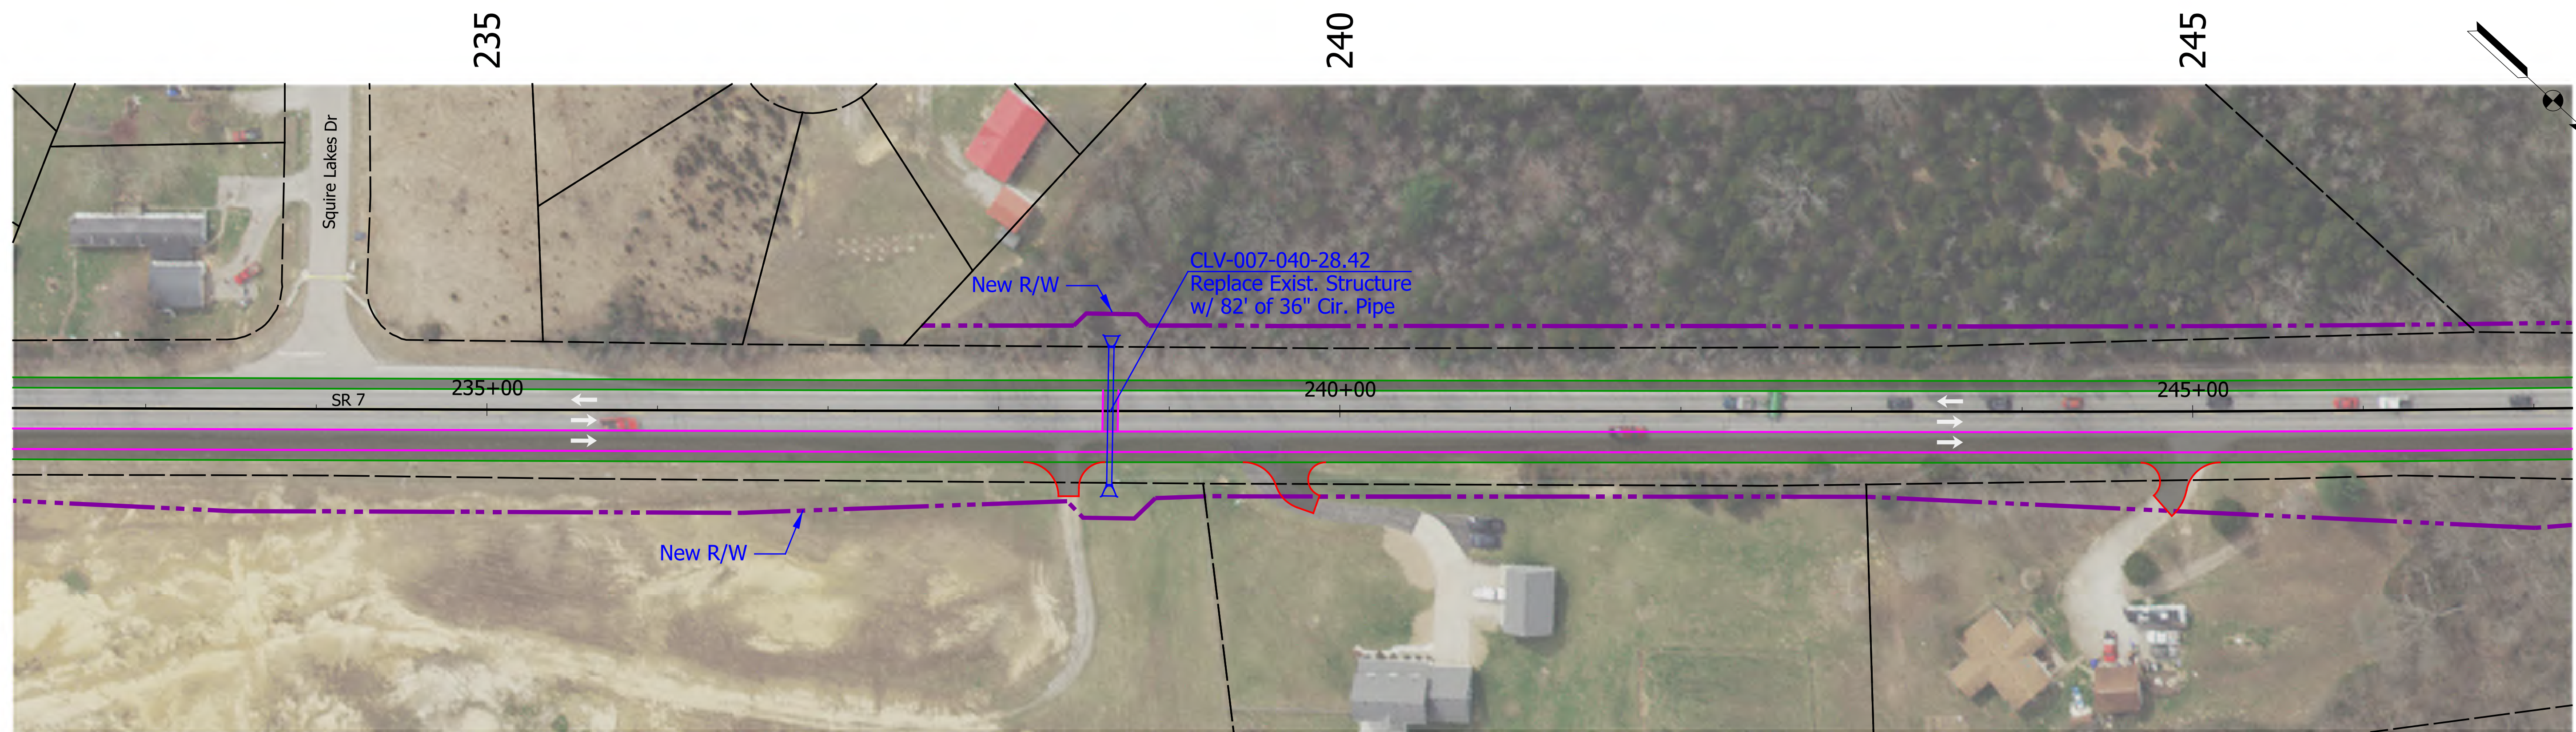 235
240
245
Squire Lakes Dr
CLV-007-040-28.42
Replace Exist. Structure
w/ 82' of 36" Cir. Pipe
New R/W
235+00
240+00
245+00
SR 7
New R/W